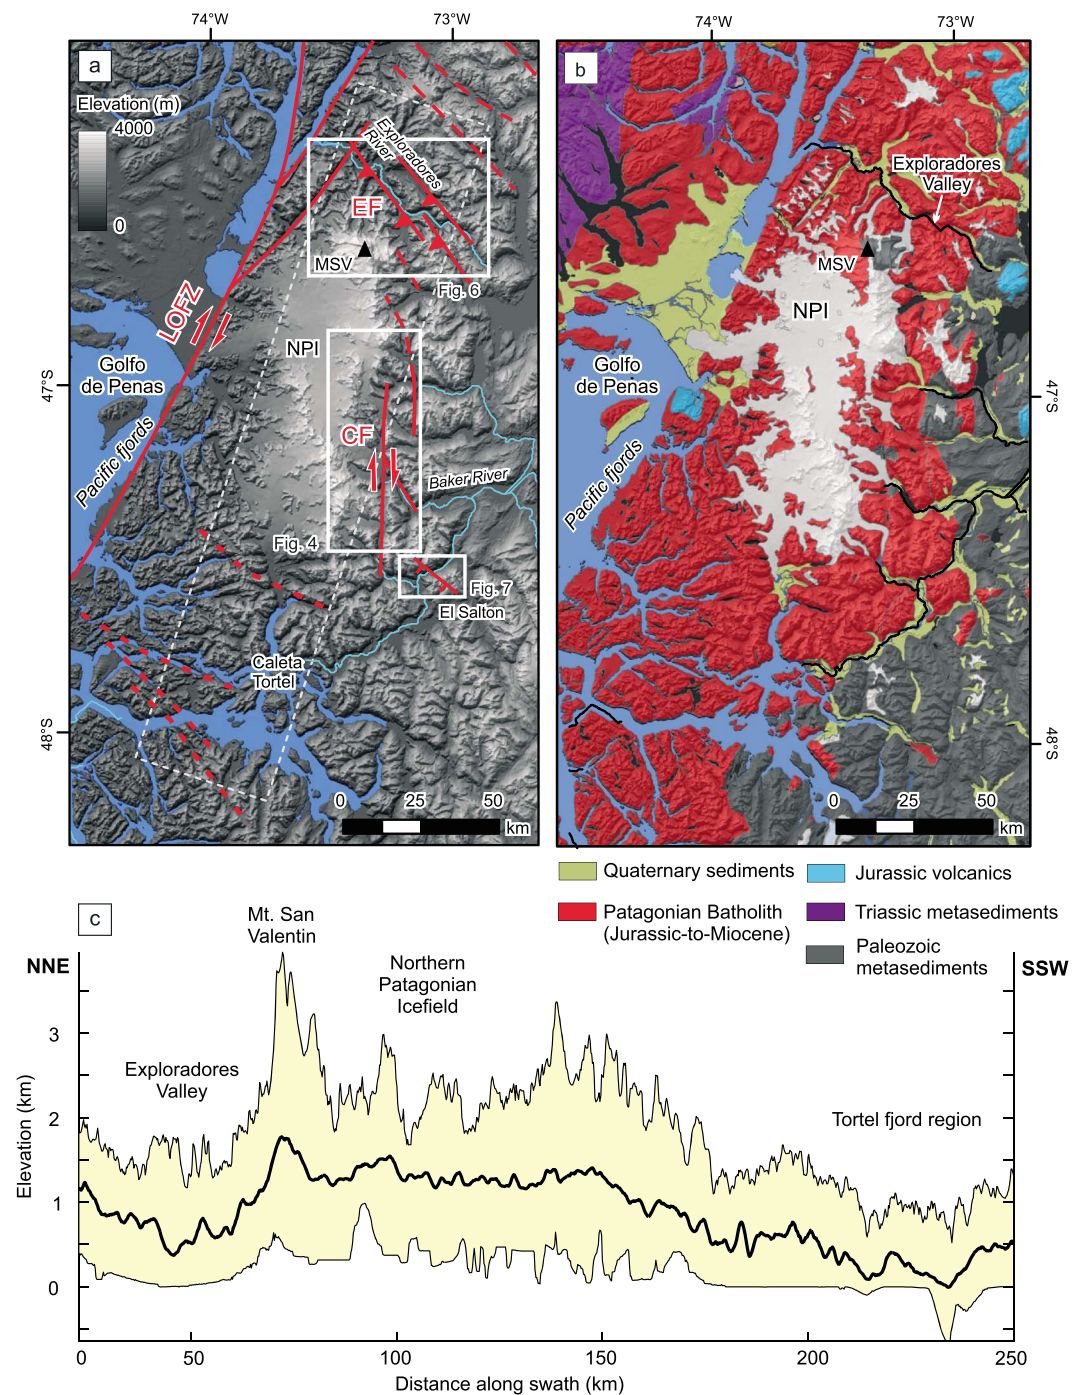 74°W
73°W
74°W
73°W
a
Elevation (m)
4000
0
Exploradores
River
EF
MSV
Fig. 6
LOFZ
NPI
Golfo
de Penas
47°S
CF
Pacific fjords
Baker River
Fig. 4
Fig. 7
El Salton
Caleta
Tortel
48°S
0
25
50
km
b
Exploradores
Valley
MSV
NPI
Golfo
de Penas
47°S
Pacific fjords
48°S
0
25
50
km
Quaternary sediments
Jurassic volcanics
Patagonian Batholith
(Jurassic-to-Miocene)
Triassic metasediments
Paleozoic
metasediments
c
Mt. San
Valentin
NNE
SSW
Northern
Patagonian
Icefield
Exploradores
Valley
Tortel fjord region
Elevation (km)
3
2
1
0
0
50
100
150
200
250
Distance along swath (km)